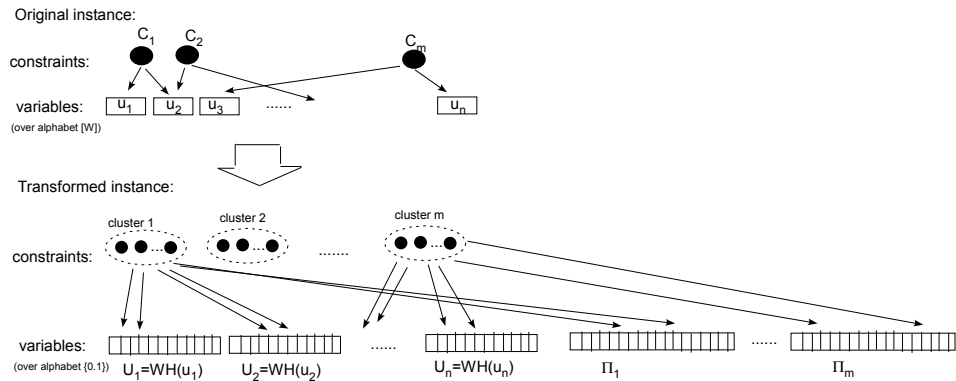 Original instance:
C1 C2 Cm
constraints:
variables: u1 u2 u3 ...... un
(over alphabet [W])
Transformed instance:
cluster 1 cluster 2 cluster m
... ... ...
constraints: .......
variables: ...... ......
(over alphabet {0.1}) U1=WH(u1) U2=WH(u2) Un=WH(un) Π1 Πm